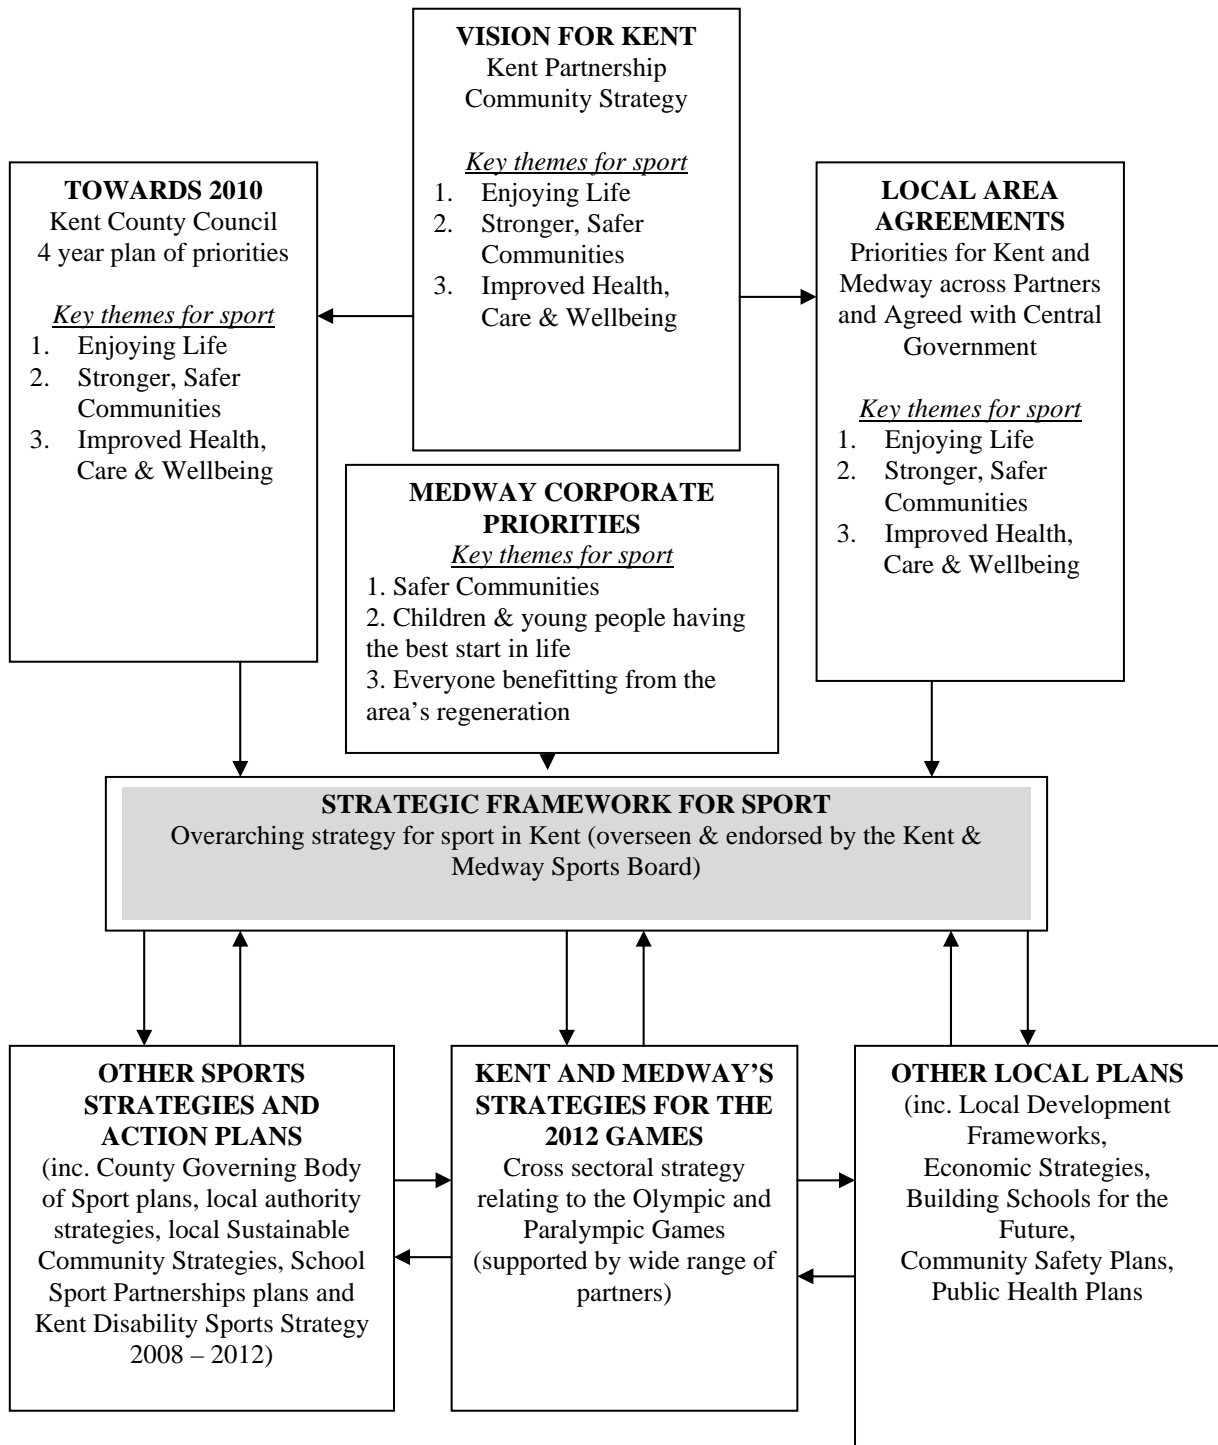 VISION FOR KENT
Kent Partnership
Community Strategy
Key themes for sport
1. Enjoying Life
2. Stronger, Safer
Communities
3. Improved Health,
Care & Wellbeing
TOWARDS 2010
Kent County Council
4 year plan of priorities
Key themes for sport
1. Enjoying Life
2. Stronger, Safer
Communities
3. Improved Health,
Care & Wellbeing
LOCAL AREA
AGREEMENTS
Priorities for Kent and
Medway across Partners
and Agreed with Central
Government
Key themes for sport
1. Enjoying Life
2. Stronger, Safer
Communities
3. Improved Health,
Care & Wellbeing
MEDWAY CORPORATE
PRIORITIES
Key themes for sport
1. Safer Communities
2. Children & young people having
the best start in life
3. Everyone benefitting from the
area’s regeneration
STRATEGIC FRAMEWORK FOR SPORT
Overarching strategy for sport in Kent (overseen & endorsed by the Kent &
Medway Sports Board)
OTHER SPORTS
STRATEGIES AND
ACTION PLANS
(inc. County Governing Body
of Sport plans, local authority
strategies, local Sustainable
Community Strategies, School
Sport Partnerships plans and
Kent Disability Sports Strategy
2008 – 2012)
KENT AND MEDWAY’S
STRATEGIES FOR THE
2012 GAMES
Cross sectoral strategy
relating to the Olympic and
Paralympic Games
(supported by wide range of
partners)
OTHER LOCAL PLANS
(inc. Local Development
Frameworks,
Economic Strategies,
Building Schools for the
Future,
Community Safety Plans,
Public Health Plans